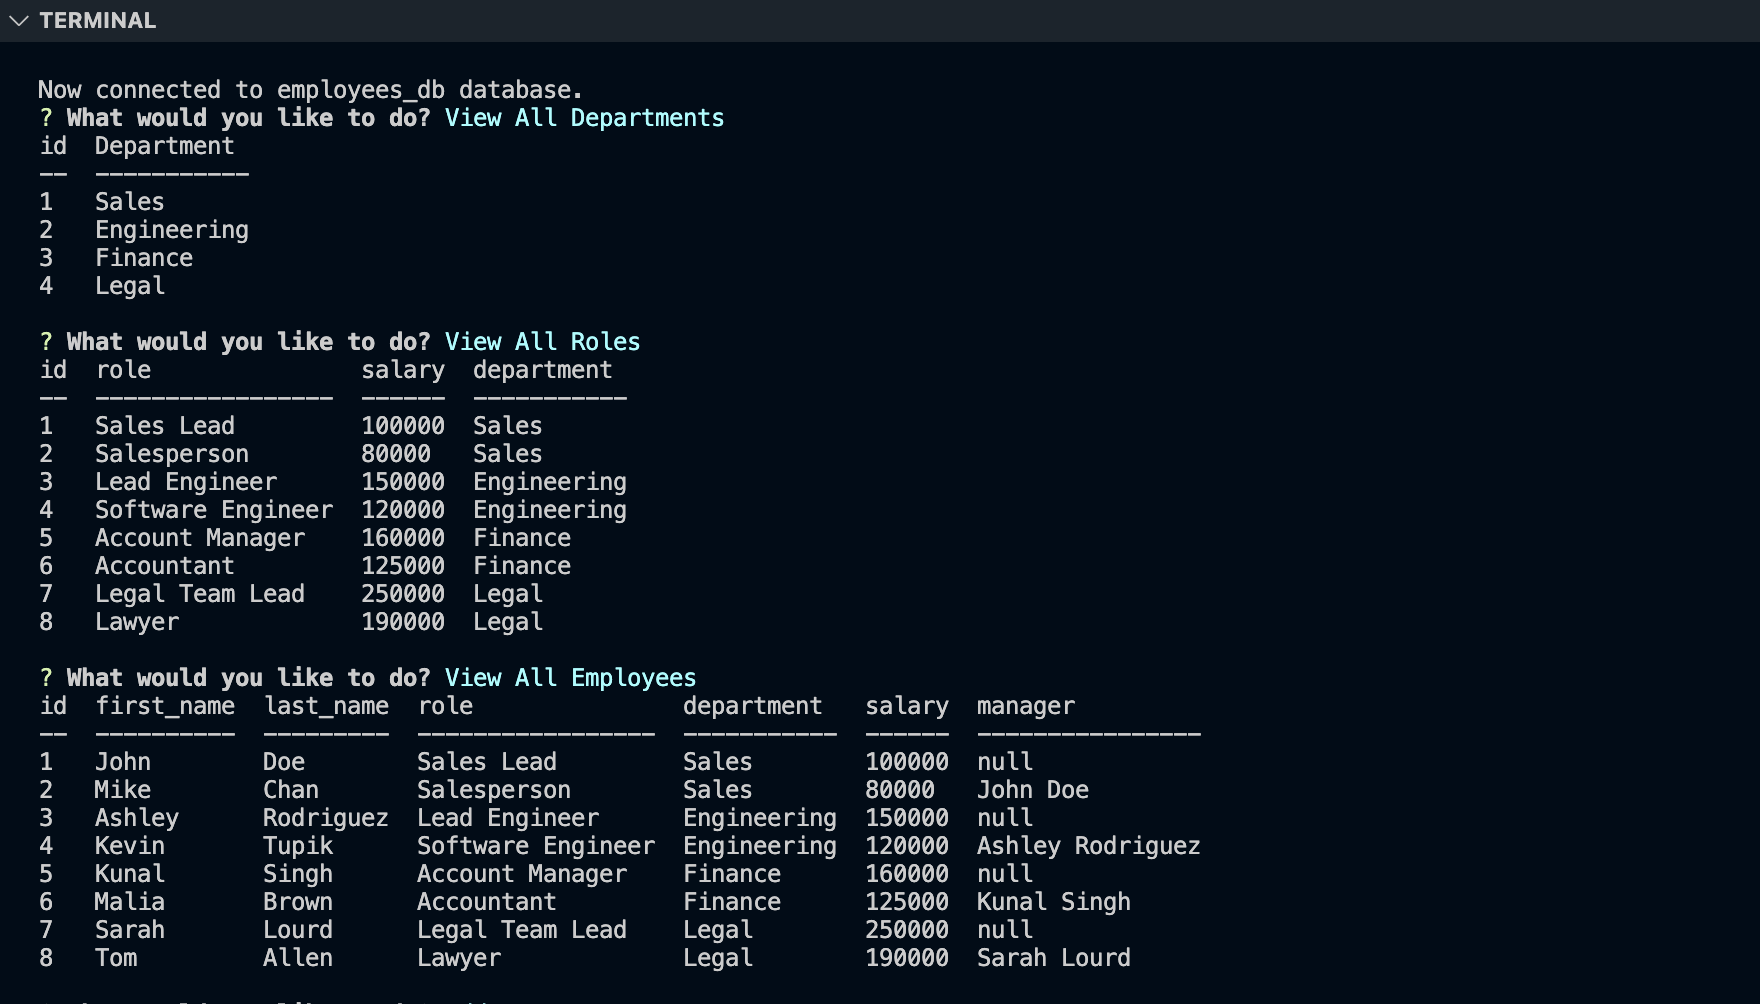 TERMINAL
Now connected to employees_db database.
? What would you like to do? View All Departments
id  Department
--  -----------
1   Sales
2   Engineering
3   Finance
4   Legal
? What would you like to do? View All Roles
id  role               salary  department
--  -----------------  ------  -----------
1   Sales Lead         100000  Sales
2   Salesperson        80000   Sales
3   Lead Engineer      150000  Engineering
4   Software Engineer  120000  Engineering
5   Account Manager    160000  Finance
6   Accountant         125000  Finance
7   Legal Team Lead    250000  Legal
8   Lawyer             190000  Legal
? What would you like to do? View All Employees
id  first_name  last_name  role               department   salary  manager
--  ----------  ---------  -----------------  -----------  ------  ----------------
1   John        Doe        Sales Lead         Sales        100000  null
2   Mike        Chan       Salesperson        Sales        80000   John Doe
3   Ashley      Rodriguez  Lead Engineer      Engineering  150000  null
4   Kevin       Tupik      Software Engineer  Engineering  120000  Ashley Rodriguez
5   Kunal       Singh      Account Manager    Finance      160000  null
6   Malia       Brown      Accountant         Finance      125000  Kunal Singh
7   Sarah       Lourd      Legal Team Lead    Legal        250000  null
8   Tom         Allen      Lawyer             Legal        190000  Sarah Lourd